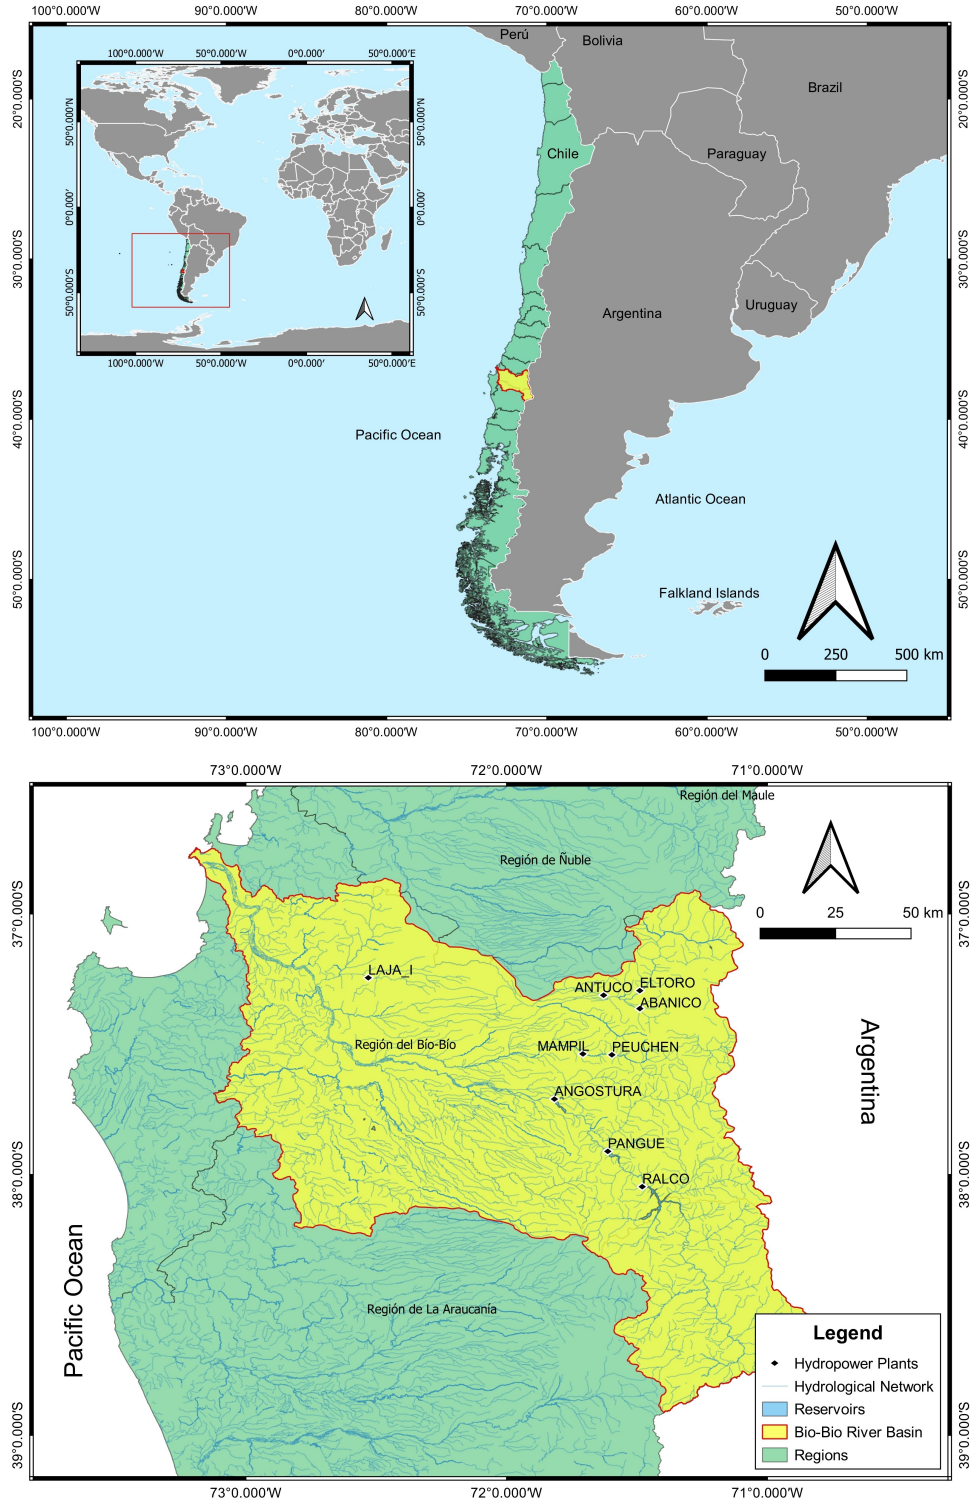 100°0.000'W 90°0.000'W 80°0.000'W 70°0.000'W 60°0.000'W 50°0.000'W
Perú
Bolivia
Brazil
Chile
Paraguay
Uruguay
Argentina
Pacific Ocean
Atlantic Ocean
Falkland Islands
0 250 500 km
20°0.000'S
30°0.000'S
40°0.000'S
50°0.000'S
20°0.000'S
30°0.000'S
40°0.000'S
50°0.000'S
100°0.000'W 50°0.000'W 0°0.000' 50°0.000'E
50°0.000'N
0°0.000'
50°0.000'S
50°0.000'N
0°0.000'
50°0.000'S
100°0.000'W 50°0.000'W 0°0.000' 50°0.000'E
100°0.000'W 90°0.000'W 80°0.000'W 70°0.000'W 60°0.000'W 50°0.000'W
73°0.000'W 72°0.000'W 71°0.000'W
Región del Maule
Región de Ñuble
0 25 50 km
37°0.000'S
38°0.000'S
39°0.000'S
37°0.000'S
38°0.000'S
39°0.000'S
LAJA_I
ANTUCO
ELTORO
ABANICO
Región del Bío-Bío
MAMPIL
PEUCHEN
ANGOSTURA
PANGUE
RALCO
Argentina
Pacific Ocean
Región de La Araucanía
Legend
Hydropower Plants
Hydrological Network
Reservoirs
Bio-Bio River Basin
Regions
73°0.000'W 72°0.000'W 71°0.000'W